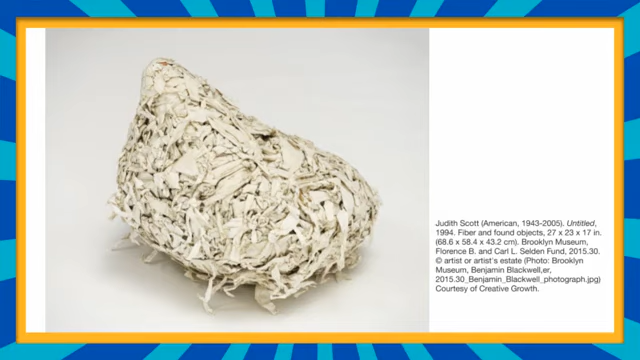 Judith Scott (American, 1943-2005). Untitled,
1994. Fiber and found objects, 27 x 23 x 17 in.
(68.6 x 58.4 x 43.2 cm). Brooklyn Museum,
Florence B. and Carl L. Selden Fund, 2015.30.
© artist or artist's estate (Photo: Brooklyn
Museum, Benjamin Blackwell,er,
2015.30_Benjamin_Blackwell_photograph.jpg)
Courtesy of Creative Growth.